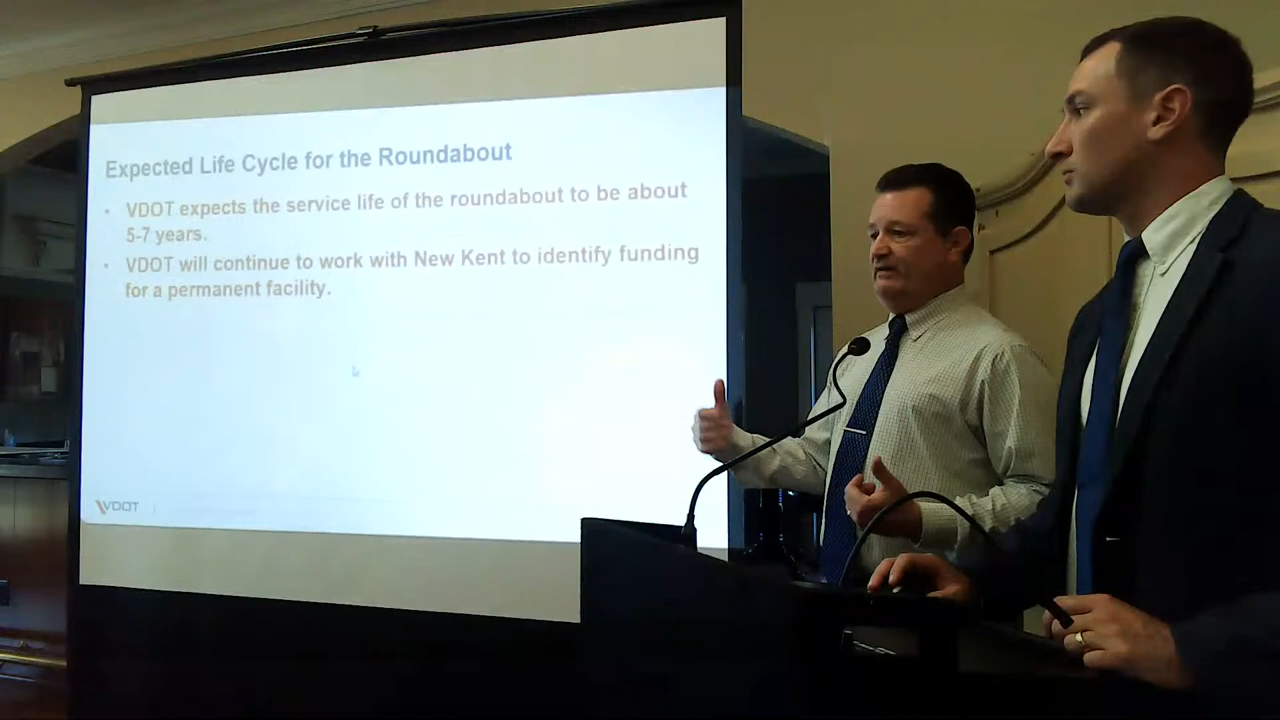 Expected Life Cycle for the Roundabout
• VDOT expects the service life of the roundabout to be about
5-7 years.
• VDOT will continue to work with New Kent to identify funding
for a permanent facility.
VDOT